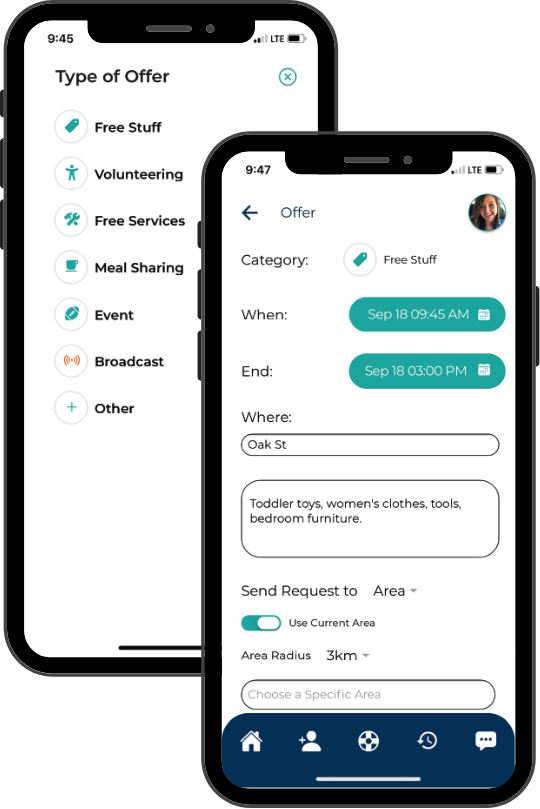 9:45
LTE
Type of Offer
Free Stuff
Volunteering
Free Services
Meal Sharing
Event
Broadcast
Other
9:47
LTE
Offer
Category:
Free Stuff
When:
Sep 18 09:45 AM
End:
Sep 18 03:00 PM
Where:
Oak St
Toddler toys, women's clothes, tools,
bedroom furniture.
Send Request to Area
Use Current Area
Area Radius 3km
Choose a Specific Area